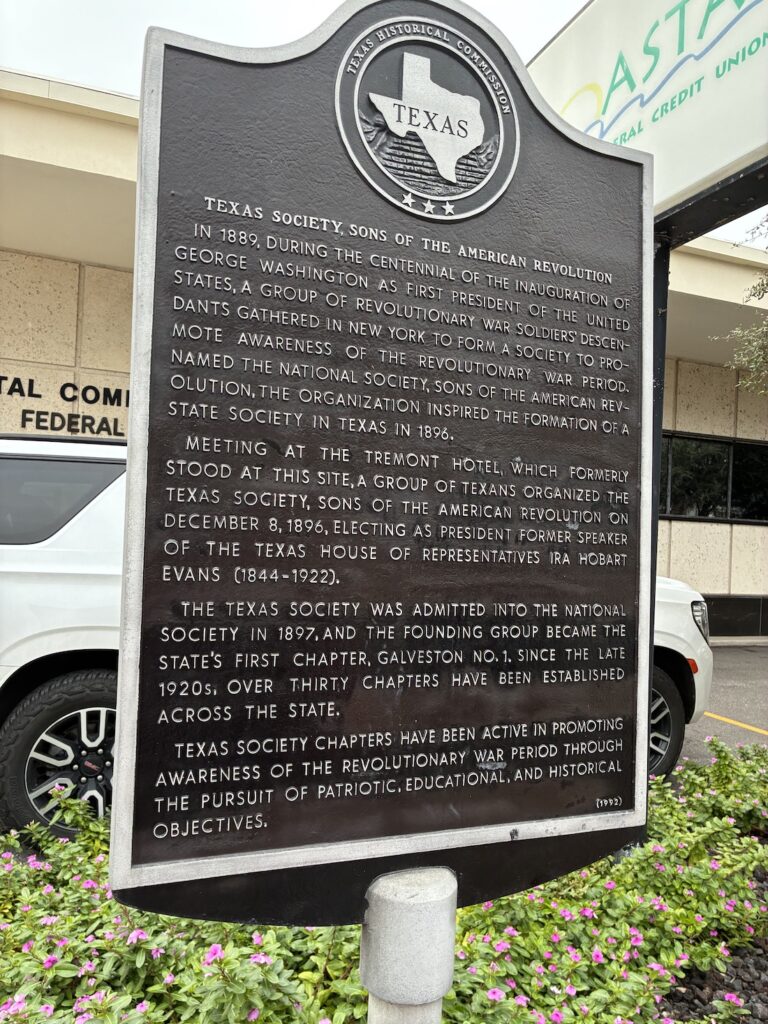 TEXAS HISTORICAL COMMISSION
TEXAS
TEXAS SOCIETY, SONS OF THE AMERICAN REVOLUTION
IN 1889, DURING THE CENTENNIAL OF THE INAUGURATION OF
GEORGE WASHINGTON AS FIRST PRESIDENT OF THE UNITED
STATES, A GROUP OF REVOLUTIONARY WAR SOLDIERS' DESCEN-
DANTS GATHERED IN NEW YORK TO FORM A SOCIETY TO PRO-
MOTE AWARENESS OF THE REVOLUTIONARY WAR PERIOD.
NAMED THE NATIONAL SOCIETY, SONS OF THE AMERICAN REV-
OLUTION, THE ORGANIZATION INSPIRED THE FORMATION OF A
STATE SOCIETY IN TEXAS IN 1896.
MEETING AT THE TREMONT HOTEL, WHICH FORMERLY
STOOD AT THIS SITE, A GROUP OF TEXANS ORGANIZED THE
TEXAS SOCIETY, SONS OF THE AMERICAN REVOLUTION ON
DECEMBER 8, 1896, ELECTING AS PRESIDENT FORMER SPEAKER
OF THE TEXAS HOUSE OF REPRESENTATIVES IRA HOBART
EVANS (1844-1922).
THE TEXAS SOCIETY WAS ADMITTED INTO THE NATIONAL
SOCIETY IN 1897, AND THE FOUNDING GROUP BECAME THE
STATE'S FIRST CHAPTER, GALVESTON NO. 1. SINCE THE LATE
1920s, OVER THIRTY CHAPTERS HAVE BEEN ESTABLISHED
ACROSS THE STATE.
TEXAS SOCIETY CHAPTERS HAVE BEEN ACTIVE IN PROMOTING
AWARENESS OF THE REVOLUTIONARY WAR PERIOD THROUGH
THE PURSUIT OF PATRIOTIC, EDUCATIONAL, AND HISTORICAL
OBJECTIVES.
(1992)
ASTA
ERAL CREDIT UNION
TAL COM
FEDERAL
GMC